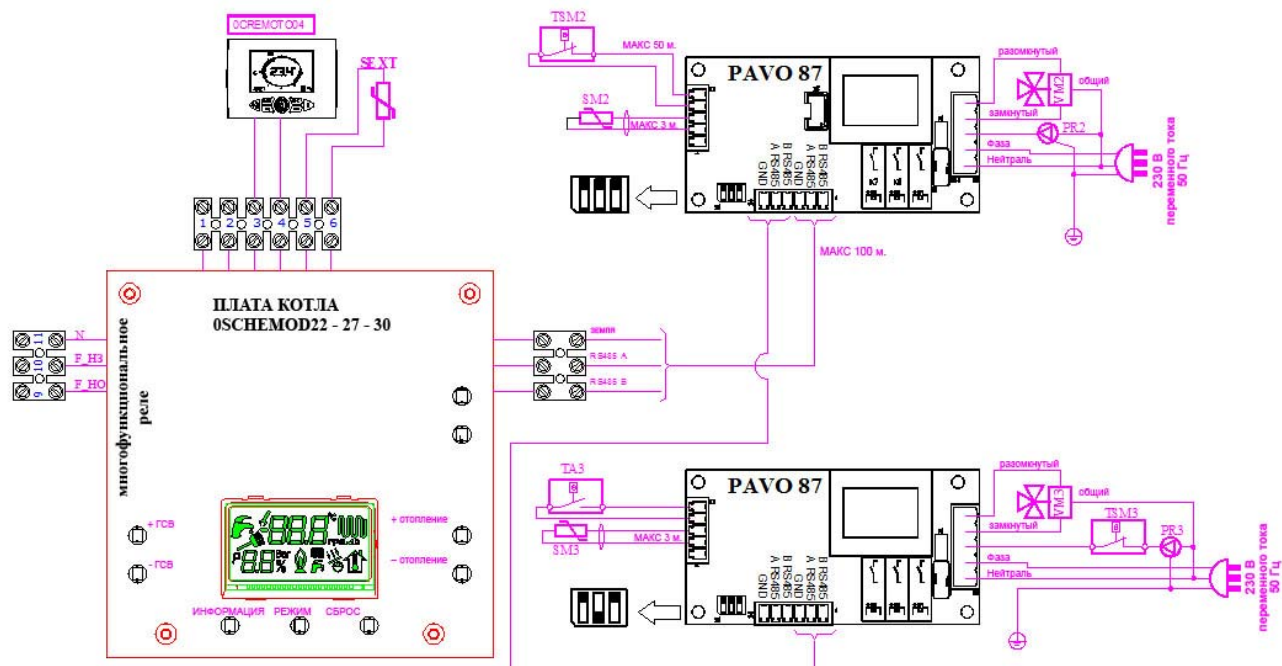 0CREMOTO04
23.4°
SEXT
1 2 3 4 5 6
ПЛАТА КОТЛА
0SCHEMOD22 - 27 - 30
многофункциональное
реле
11
10
9
N
F_НЗ
F_НО
земля
RS485 A
RS485 B
+ ГСВ
- ГСВ
+ отопление
– отопление
ИНФОРМАЦИЯ
РЕЖИМ
СБРОС
TSM2
МАКС 50 м.
SM2
МАКС 3 м.
PAVO 87
GND
A RS485
B RS485
GND
A RS485
B RS485
МАКС 100 м.
разомкнутый
общий
VM2
замкнутый
PR2
Фаза
Нейтраль
230 В
переменного тока
50 Гц
TA3
SM3
МАКС 3 м.
PAVO 87
GND
A RS485
B RS485
GND
A RS485
B RS485
разомкнутый
общий
VM3
замкнутый
TSM3
PR3
Фаза
Нейтраль
230 В
переменного тока
50 Гц